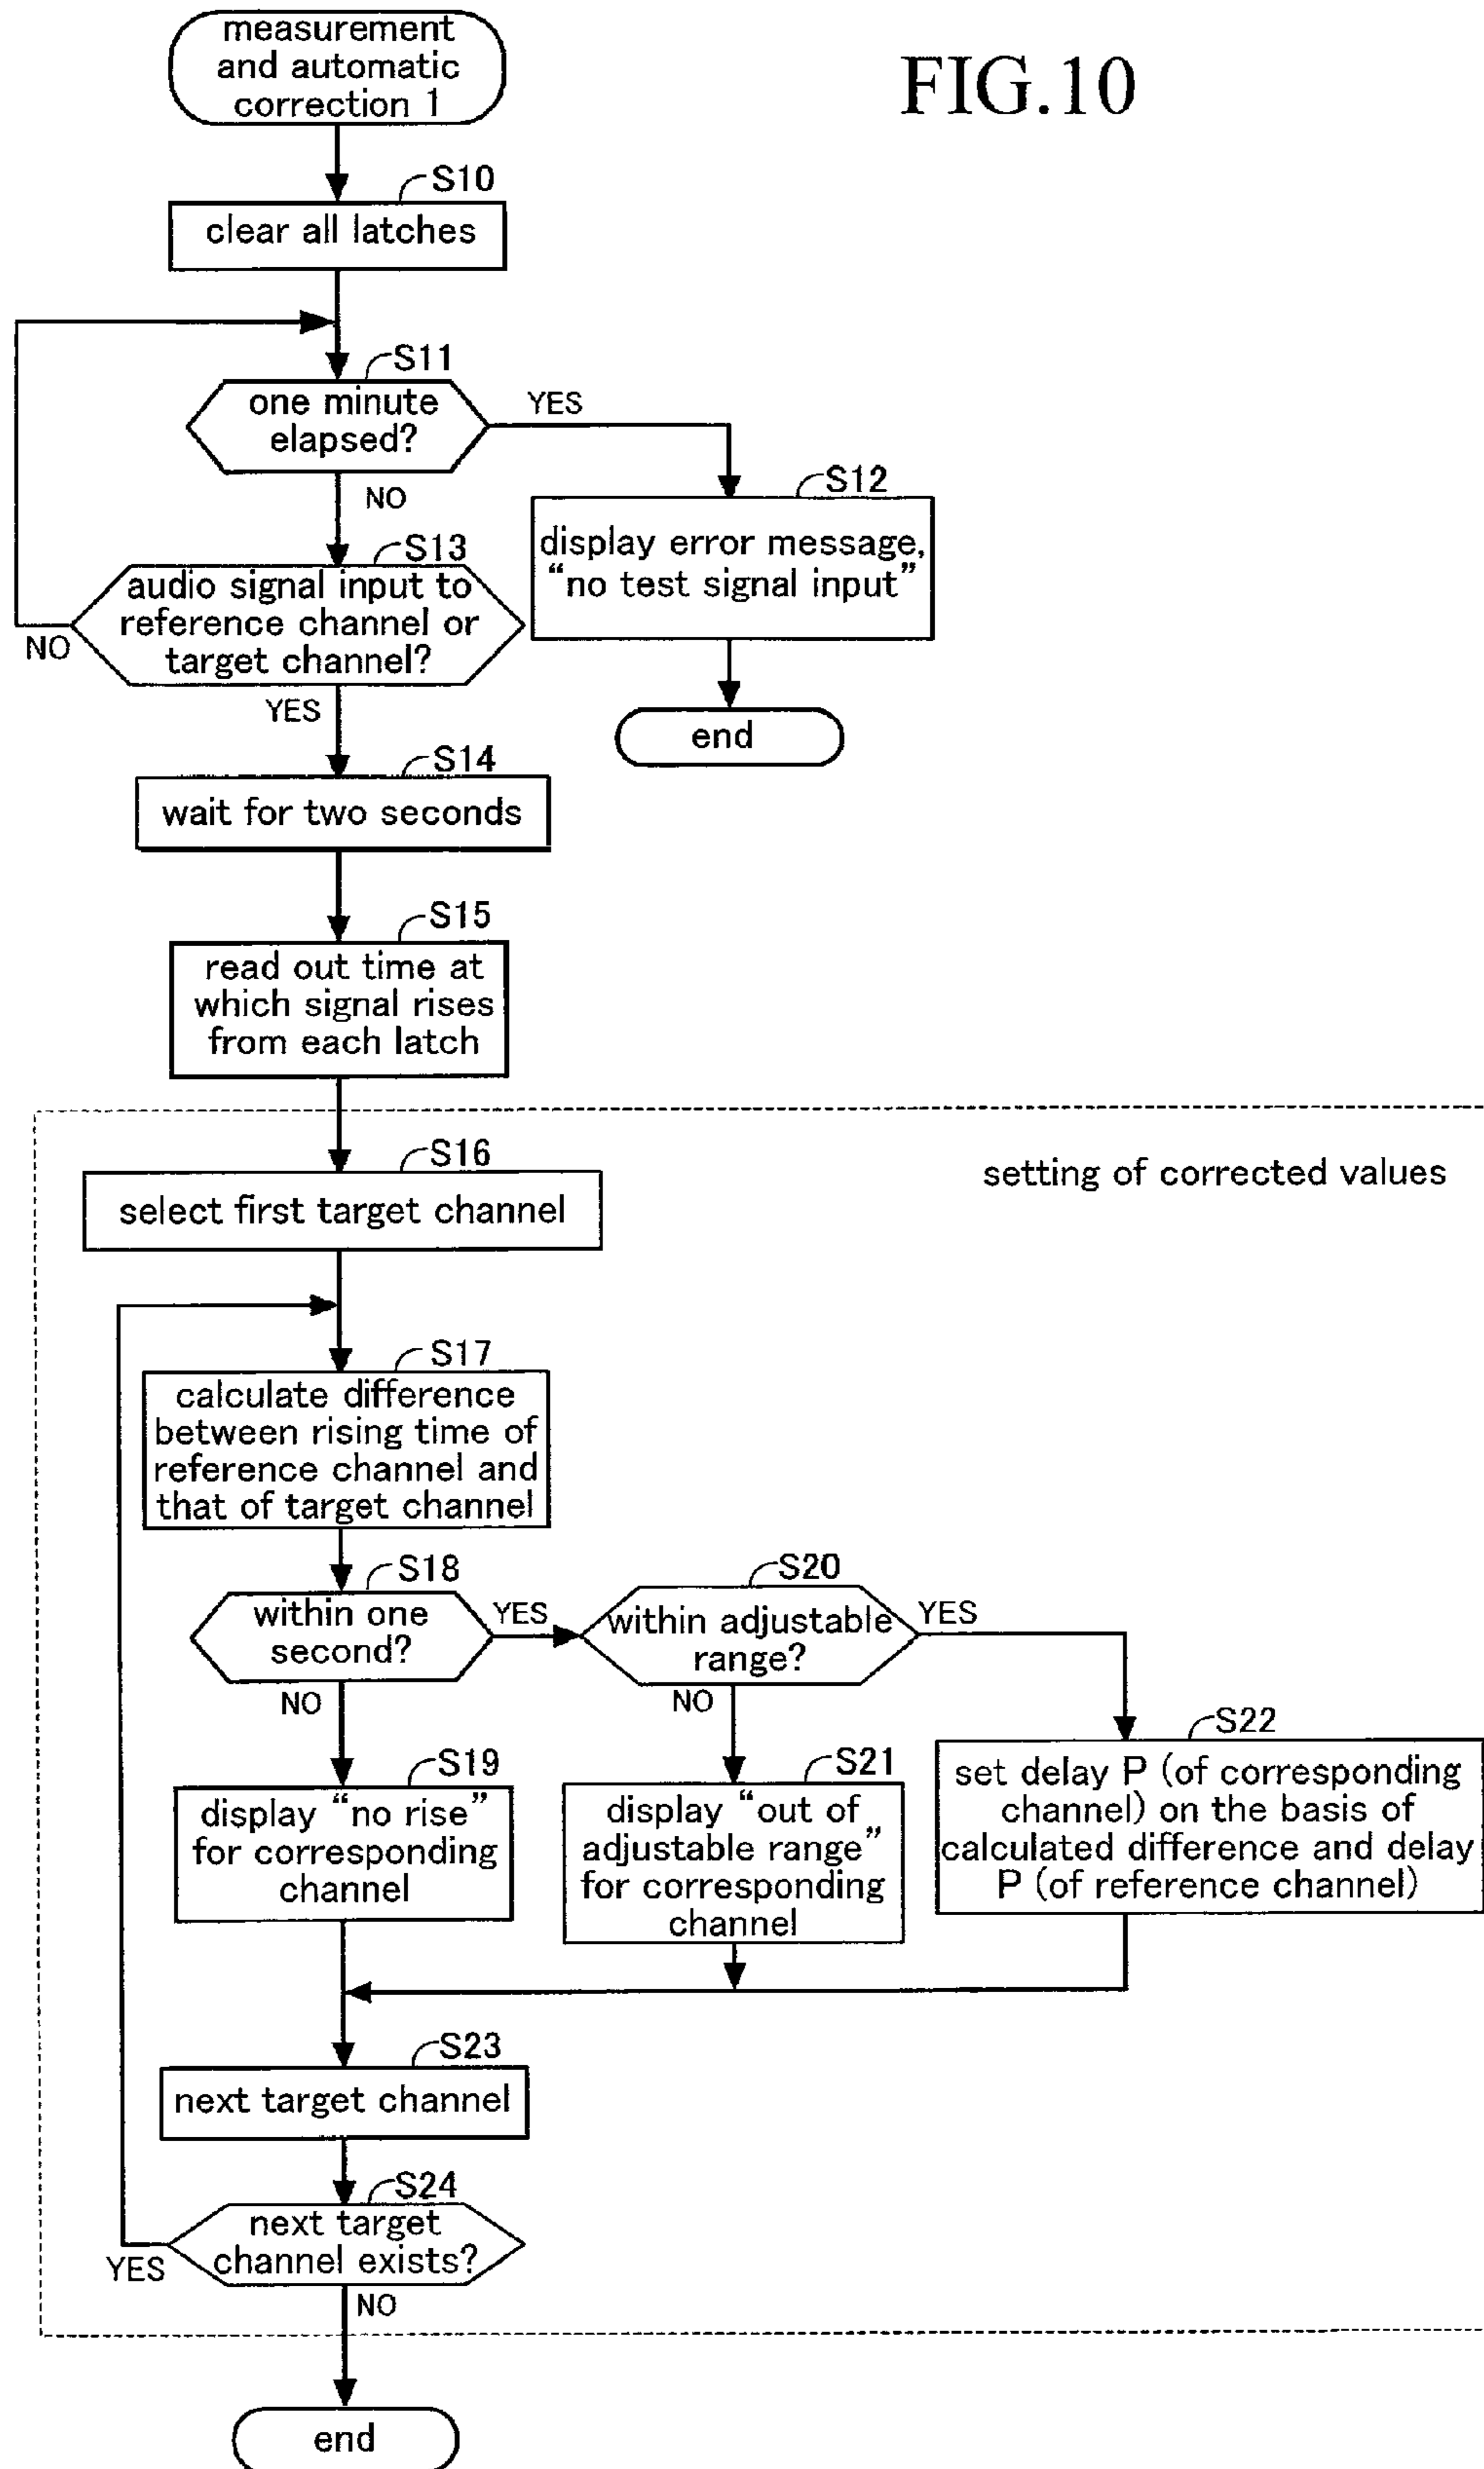 measurement
and automatic
correction 1
FIG.10
S10
clear all latches
S11
one minute
elapsed?
YES
NO
S12
display error message,
“no test signal input”
end
S13
audio signal input to
reference channel or
target channel?
NO
YES
S14
wait for two seconds
S15
read out time at
which signal rises
from each latch
setting of corrected values
S16
select first target channel
S17
calculate difference
between rising time of
reference channel and
that of target channel
S18
within one
second?
YES
NO
S20
within adjustable
range?
YES
NO
S19
display “no rise”
for corresponding
channel
S21
display “out of
adjustable range”
for corresponding
channel
S22
set delay P (of corresponding
channel) on the basis of
calculated difference and delay
P (of reference channel)
S23
next target channel
S24
next target
channel exists?
YES
NO
end